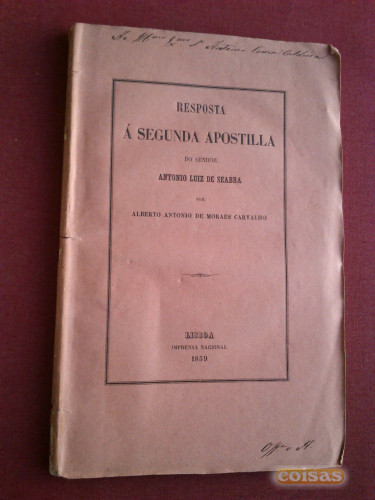 RESPOSTA
Á SEGUNDA APOSTILLA
DO SENHOR
ANTONIO LUIZ DE SEABRA
POR
ALBERTO ANTONIO DE MORAES CARVALHO
LISBOA
IMPRENSA NACIONAL
1859
coisas